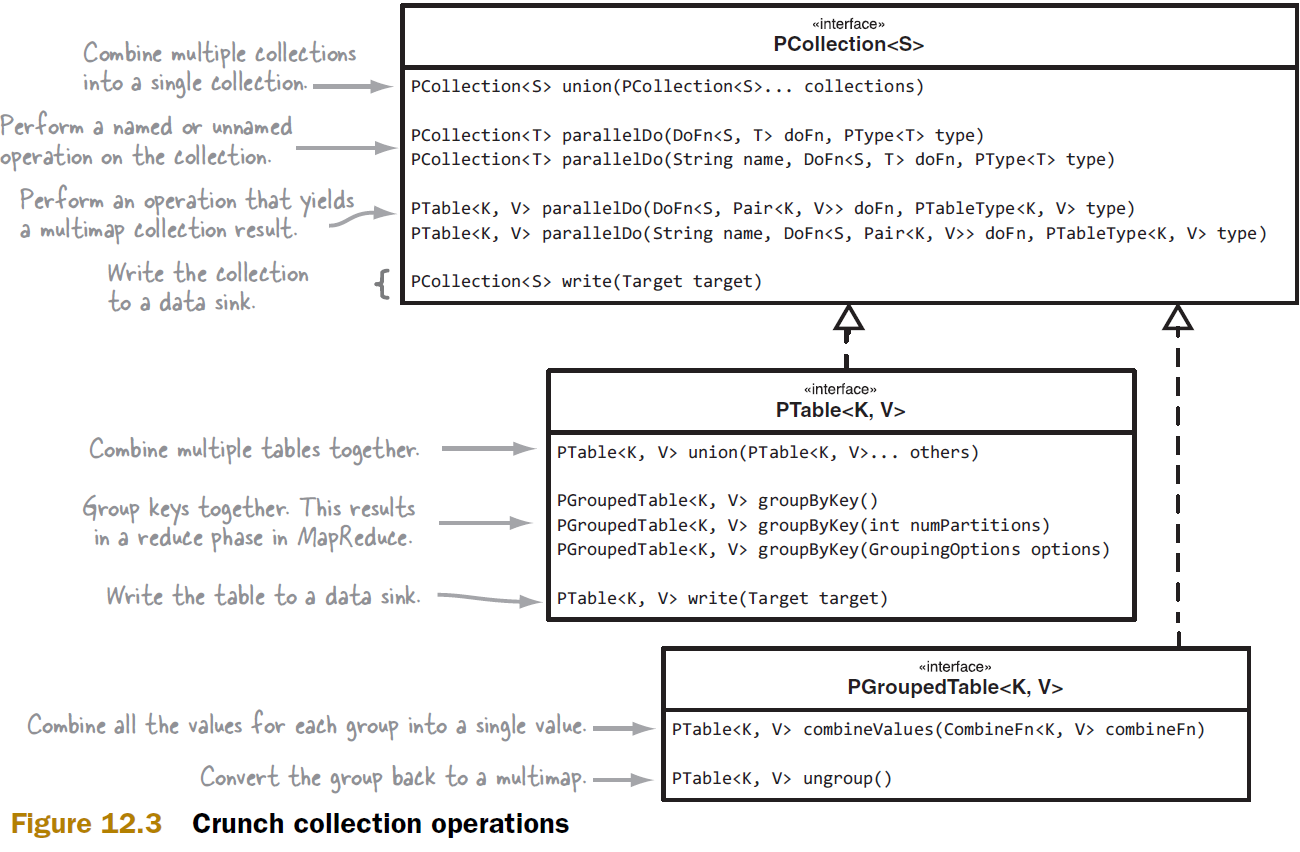 «interface»
PCollection<S>
Combine multiple collections
into a single collection.
PCollection<S> union(PCollection<S>... collections)
Perform a named or unnamed
operation on the collection.
PCollection<T> parallelDo(DoFn<S, T> doFn, PType<T> type)
PCollection<T> parallelDo(String name, DoFn<S, T> doFn, PType<T> type)
Perform an operation that yields
a multimap collection result.
PTable<K, V> parallelDo(DoFn<S, Pair<K, V>> doFn, PTableType<K, V> type)
PTable<K, V> parallelDo(String name, DoFn<S, Pair<K, V>> doFn, PTableType<K, V> type)
Write the collection
to a data sink.
{
PCollection<S> write(Target target)
«interface»
PTable<K, V>
Combine multiple tables together.
PTable<K, V> union(PTable<K, V>... others)
Group keys together. This results
in a reduce phase in MapReduce.
PGroupedTable<K, V> groupByKey()
PGroupedTable<K, V> groupByKey(int numPartitions)
PGroupedTable<K, V> groupByKey(GroupingOptions options)
Write the table to a data sink.
PTable<K, V> write(Target target)
«interface»
PGroupedTable<K, V>
Combine all the values for each group into a single value.
PTable<K, V> combineValues(CombineFn<K, V> combineFn)
Convert the group back to a multimap.
PTable<K, V> ungroup()
Figure 12.3 Crunch collection operations